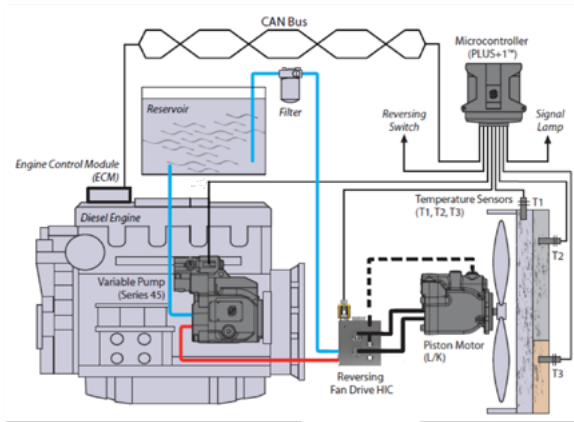 CAN Bus
Microcontroller
(PLUS+1™)
Reservoir
Filter
Reversing
Switch
Signal
Lamp
Engine Control Module
(ECM)
Temperature Sensors
(T1, T2, T3)
T1
Diesel Engine
T2
Variable Pump
(Series 45)
Piston Motor
(L/K)
T3
Reversing
Fan Drive HIC